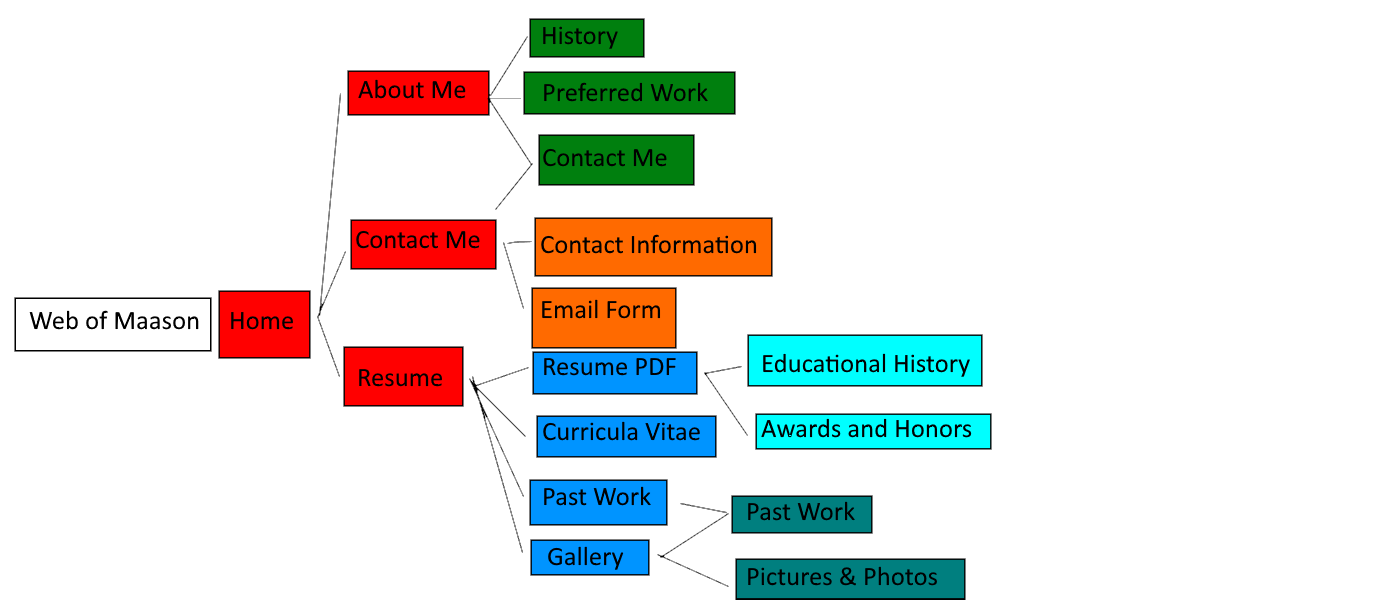 History
About Me
Preferred Work
Contact Me
Contact Me
Contact Information
Email Form
Web of Maason
Home
Resume
Resume PDF
Educational History
Curricula Vitae
Awards and Honors
Past Work
Past Work
Gallery
Pictures & Photos